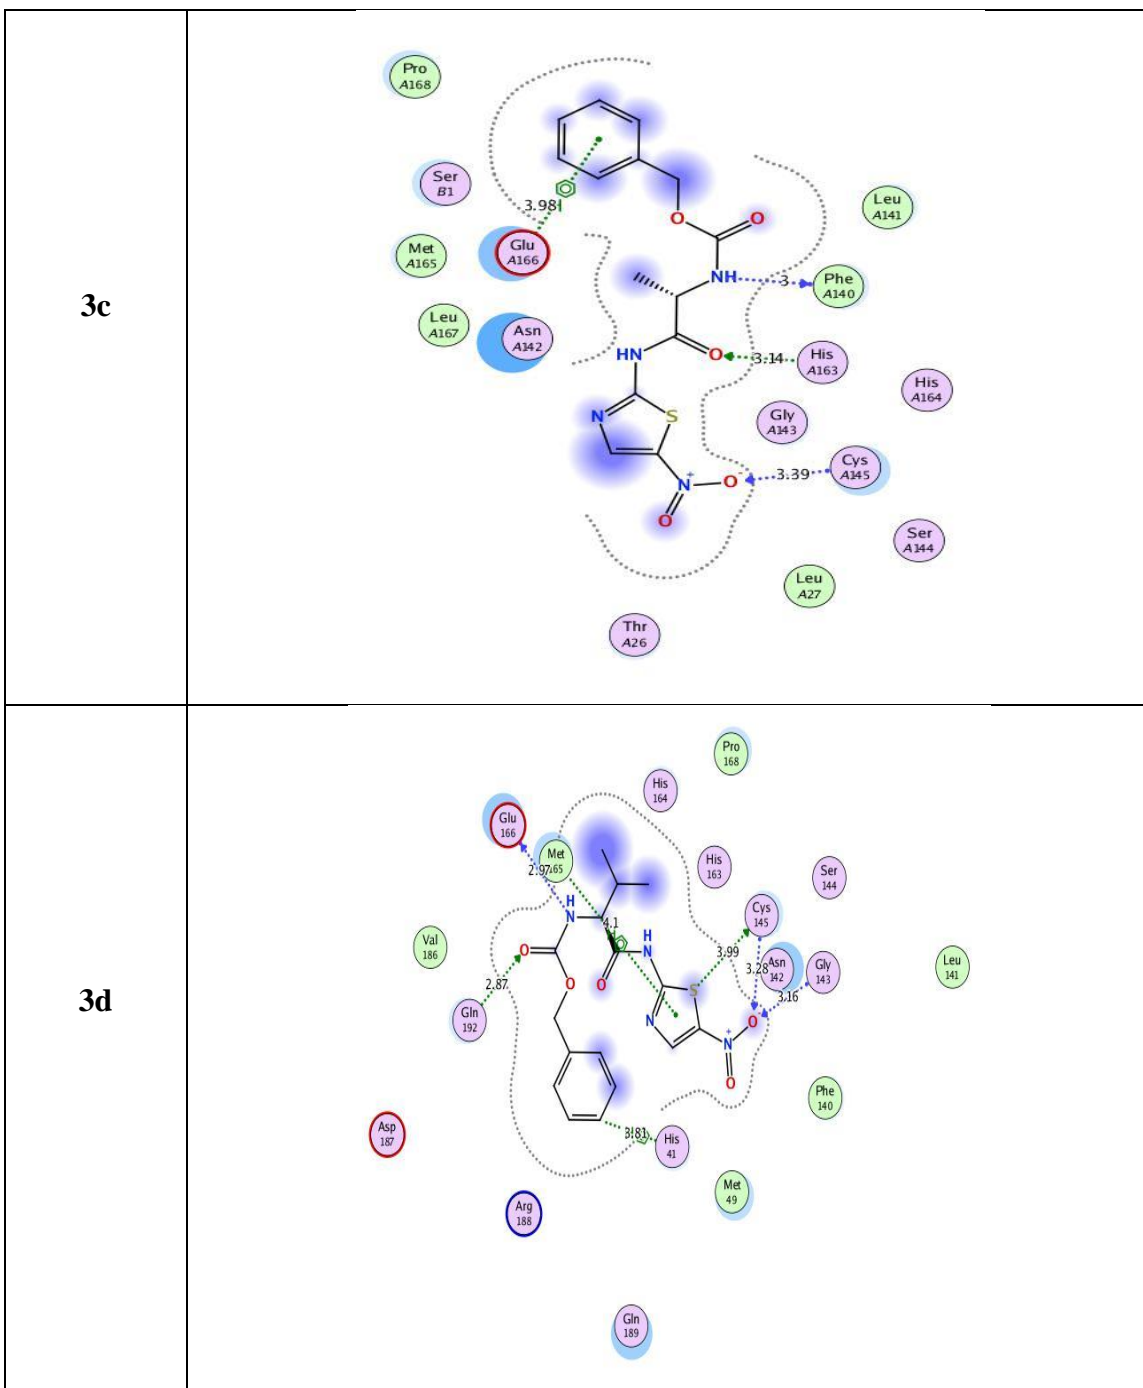 3c
Pro
A168
Ser
B1
3.98
Glu
A166
Met
A165
Leu
A167
Asn
A142
O
O
NH
3
Leu
A141
Phe
A140
HN
O
3.14
His
A163
His
A164
N
S
Gly
A143
N
+
O
-
3.39
Cys
A145
O
Ser
A144
Leu
A27
Thr
A26
3d
Pro
168
His
164
Glu
166
Met
165
2.97
His
163
Ser
144
H
N
4.1
H
N
Cys
145
Val
186
O
3.99
3.28
Asn
142
Gly
143
Leu
141
2.87
O
O
S
3.16
Gln
192
N
O
N
+
O
Phe
140
Asp
187
3.81
His
41
Met
49
Arg
188
Gln
189